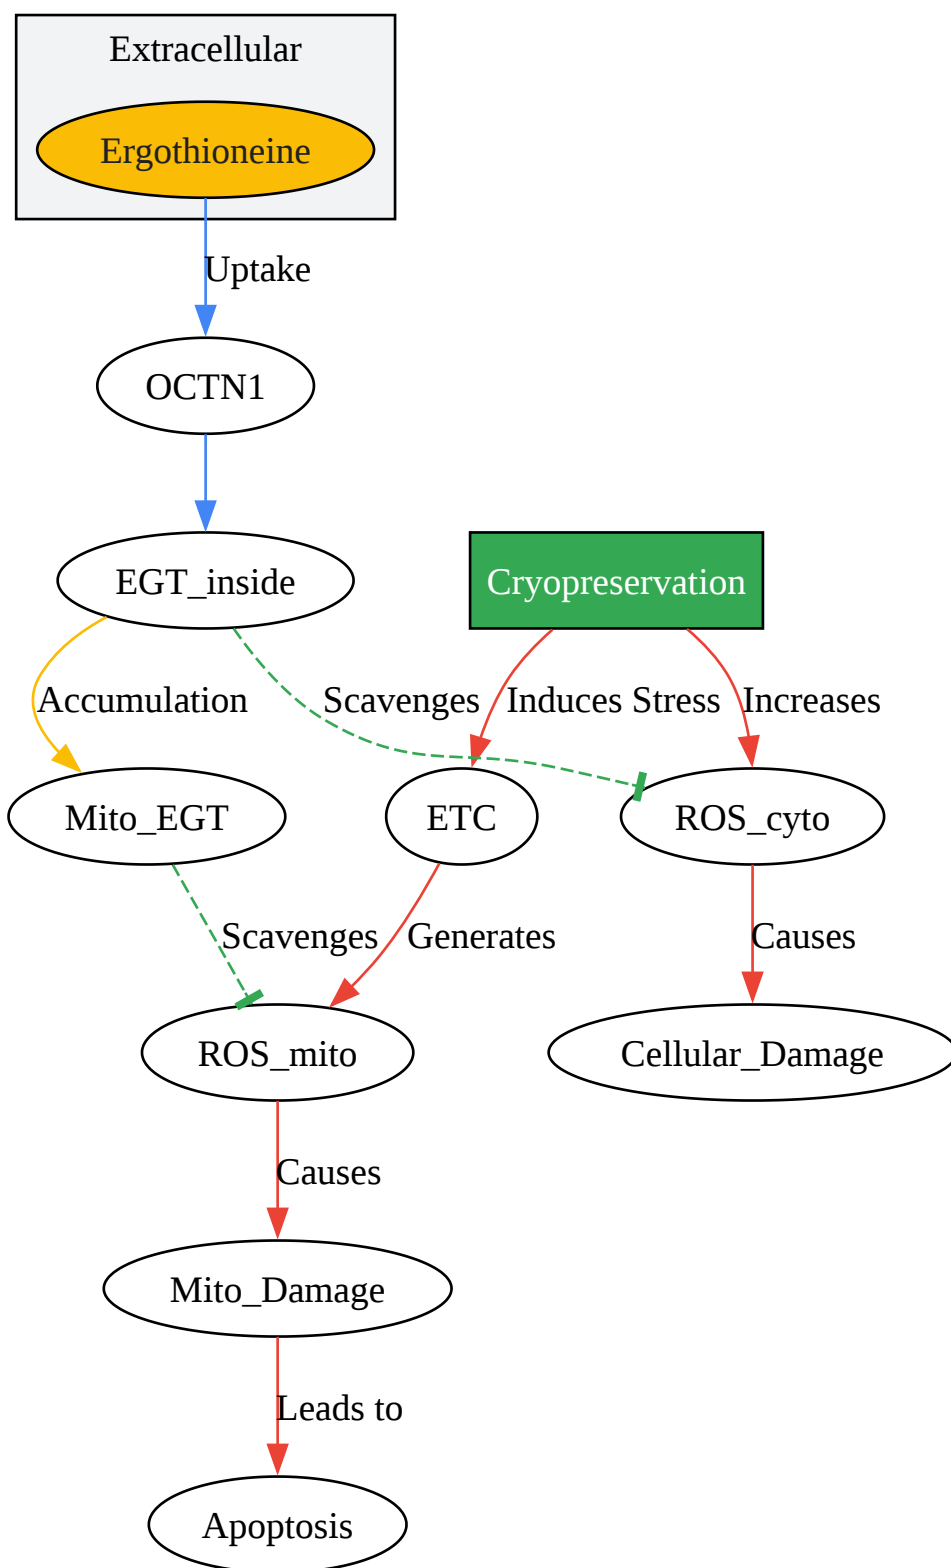 Extracellular
Ergothioneine
Uptake
OCTN1
EGT_inside
Cryopreservation
Accumulation
Scavenges
Induces Stress
Increases
Mito_EGT
ETC
ROS_cyto
Scavenges
Generates
Causes
ROS_mito
Cellular_Damage
Causes
Mito_Damage
Leads to
Apoptosis